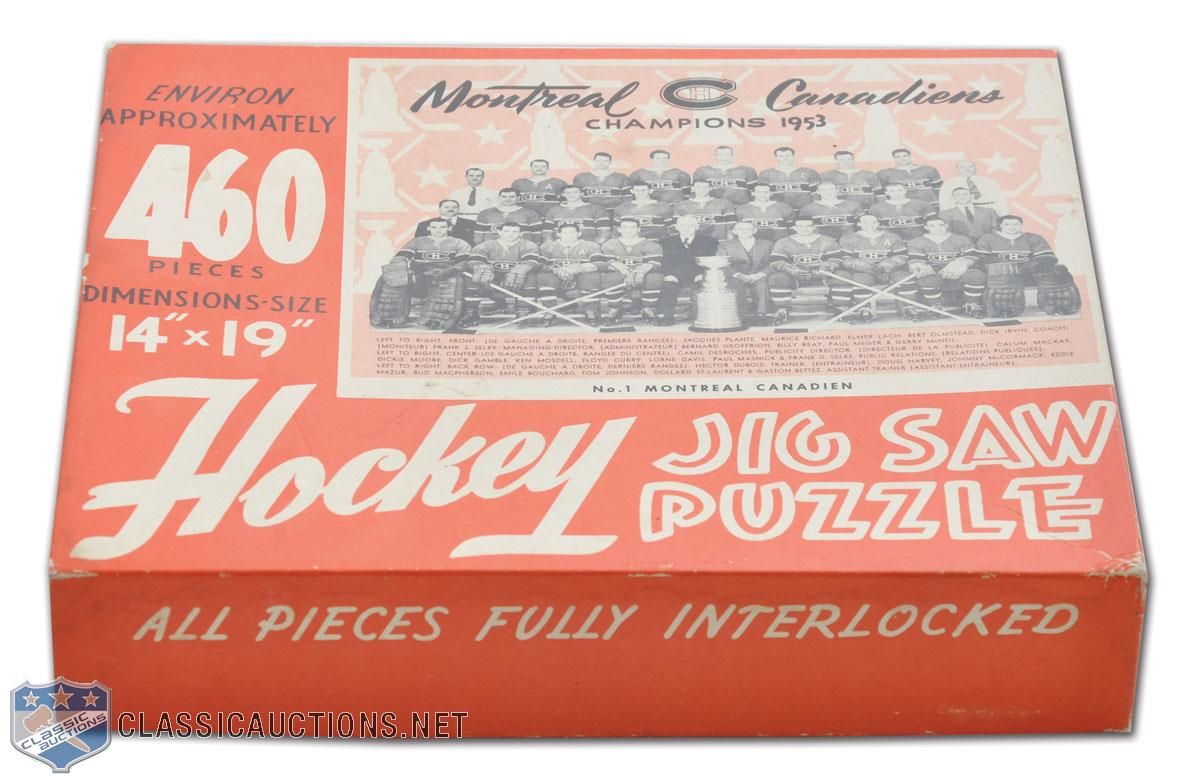 ENVIRON
APPROXIMATELY
460
PIECES
DIMENSIONS-SIZE
14" x 19"
Montreal Canadiens
CHAMPIONS 1953
LEFT TO RIGHT, FRONT, (DE GAUCHE A DROITE, PREMIERE RANGEE). JACQUES PLANTE, MAURICE RICHARD, ELMER LACH, BERT OLMSTEAD, DICK IRVIN, COACH;
(MONITEUR) FRANK J. SELKE: MANAGING-DIRECTOR, (ADMINISTRATEUR) BERNARD GEOFFRION, BILLY REAY, PAUL MEGER & GERRY McNEIL.
LEFT TO RIGHT, CENTER, (DE GAUCHE A DROITE, RANGEE DU CENTRE). CAMIL DESROCHES, PUBLICITY DIRECTOR, (DIRECTEUR DE LA PUBLICITE) CALUM MACKAY,
DICKIE MOORE, DICK GAMBLE, KEN MOSDELL, FLOYD CURRY, LORNE DAVIS, PAUL MASNICK & FRANK D. SELKE, PUBLIC RELATIONS, (RELATIONS PUBLIQUES).
LEFT TO RIGHT, BACK ROW: (DE GAUCHE A DROITE, DERNIERE RANGEE): HECTOR DUBOIS, TRAINER, (ENTRAINEUR), DOUG HARVEY, JOHNNY McCORMACK, EDDIE
MAZUR, BUD MACPHERSON, EMILE BOUCHARD, TOM JOHNSON, DOLLARD ST-LAURENT & GASTON BETTEZ, ASSISTANT-TRAINER (ASSISTANT-ENTRAINEUR).
No.1 MONTREAL CANADIEN
Hockey JIG SAW
PUZZLE
ALL PIECES FULLY INTERLOCKED
CLASSIC
AUCTIONS
CLASSICAUCTIONS.NET